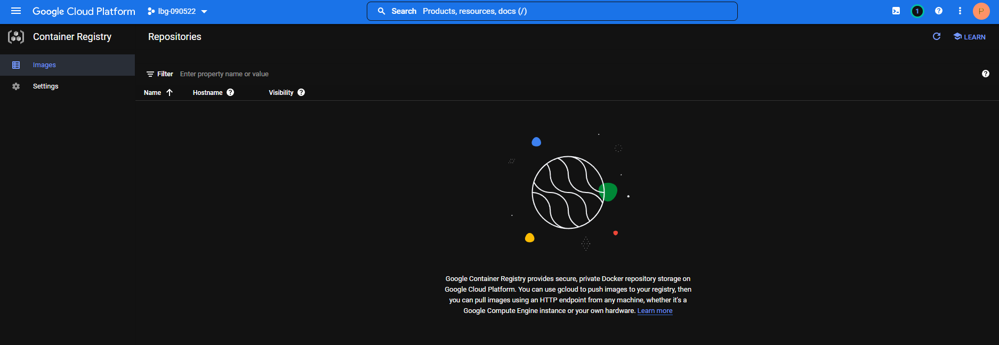 Google Cloud Platform lbg-090522 Search Products, resources, docs (/) 1 P
Container Registry Repositories LEARN
Images
Filter Enter property name or value
Settings
Name Hostname Visibility
Google Container Registry provides secure, private Docker repository storage on
Google Cloud Platform. You can use gcloud to push images to your registry, then
you can pull images using an HTTP endpoint from any machine, whether it's a
Google Compute Engine instance or your own hardware. Learn more